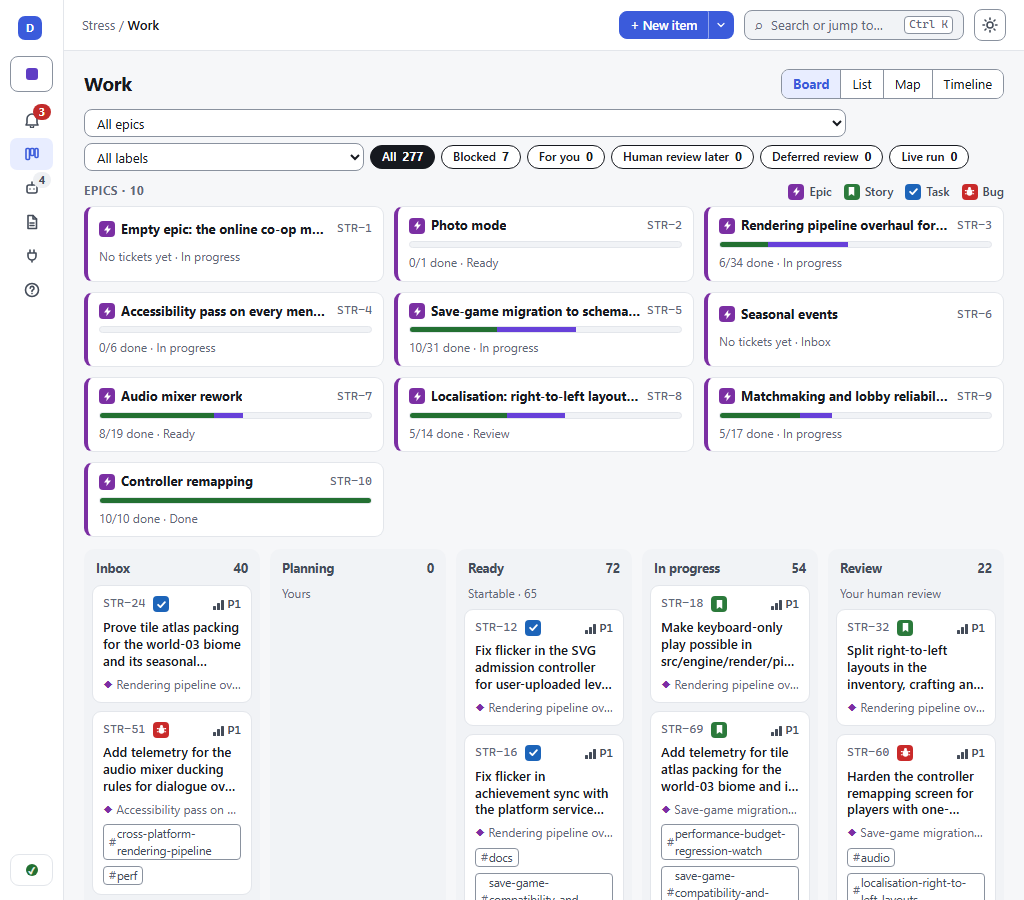 D
Stress / Work
+ New item
Search or jump to...
Ctrl K
3
4
Work
Board
List
Map
Timeline
All epics
All labels
All 277
Blocked 7
For you 0
Human review later 0
Deferred review 0
Live run 0
EPICS · 10
Epic
Story
Task
Bug
Empty epic: the online co-op m...
STR-1
No tickets yet · In progress
Photo mode
STR-2
0/1 done · Ready
Rendering pipeline overhaul for...
STR-3
6/34 done · In progress
Accessibility pass on every men...
STR-4
0/6 done · In progress
Save-game migration to schema...
STR-5
10/31 done · In progress
Seasonal events
STR-6
No tickets yet · Inbox
Audio mixer rework
STR-7
8/19 done · Ready
Localisation: right-to-left layout...
STR-8
5/14 done · Review
Matchmaking and lobby reliabil...
STR-9
5/17 done · In progress
Controller remapping
STR-10
10/10 done · Done
Inbox 40
STR-24 P1
Prove tile atlas packing
for the world-03 biome
and its seasonal...
Rendering pipeline ov...
STR-51 P1
Add telemetry for the
audio mixer ducking
rules for dialogue ov...
Accessibility pass on ...
#cross-platform-
rendering-pipeline
#perf
Planning 0
Yours
Ready 72
Startable · 65
STR-12 P1
Fix flicker in the SVG
admission controller
for user-uploaded lev...
Rendering pipeline ov...
STR-16 P1
Fix flicker in
achievement sync with
the platform service...
Rendering pipeline ov...
#docs
save-game-
#compatibility-and-
In progress 54
STR-18 P1
Make keyboard-only
play possible in
src/engine/render/pi...
Rendering pipeline ov...
STR-69 P1
Add telemetry for tile
atlas packing for the
world-03 biome and i...
Save-game migration...
#performance-budget-
regression-watch
save-game-
#compatibility-and-
Review 22
Your human review
STR-32 P1
Split right-to-left
layouts in the
inventory, crafting an...
Rendering pipeline ov...
STR-60 P1
Harden the controller
remapping screen for
players with one-...
Save-game migration...
#audio
#localisation-right-to-
left-layouts